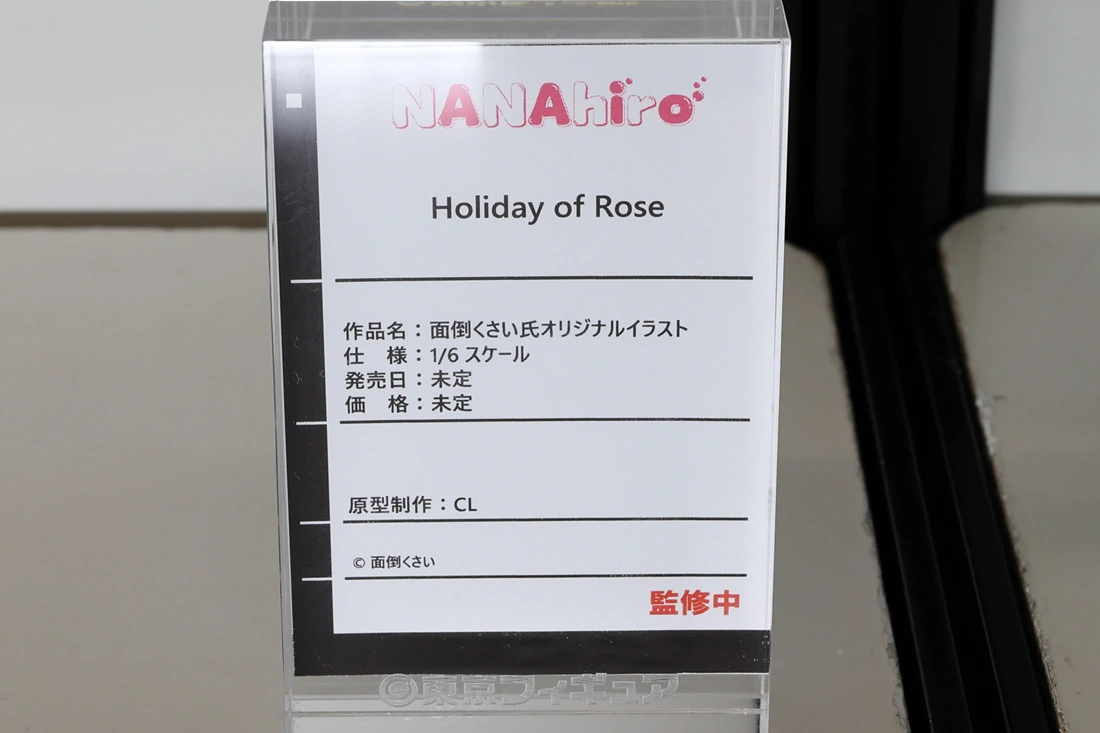 NANAhiro
Holiday of Rose
作品名：面倒くさい氏オリジナルイラスト
仕　様：1/6 スケール
発売日：未定
価　格：未定
原型制作：CL
© 面倒くさい
監修中
東京フィギュア